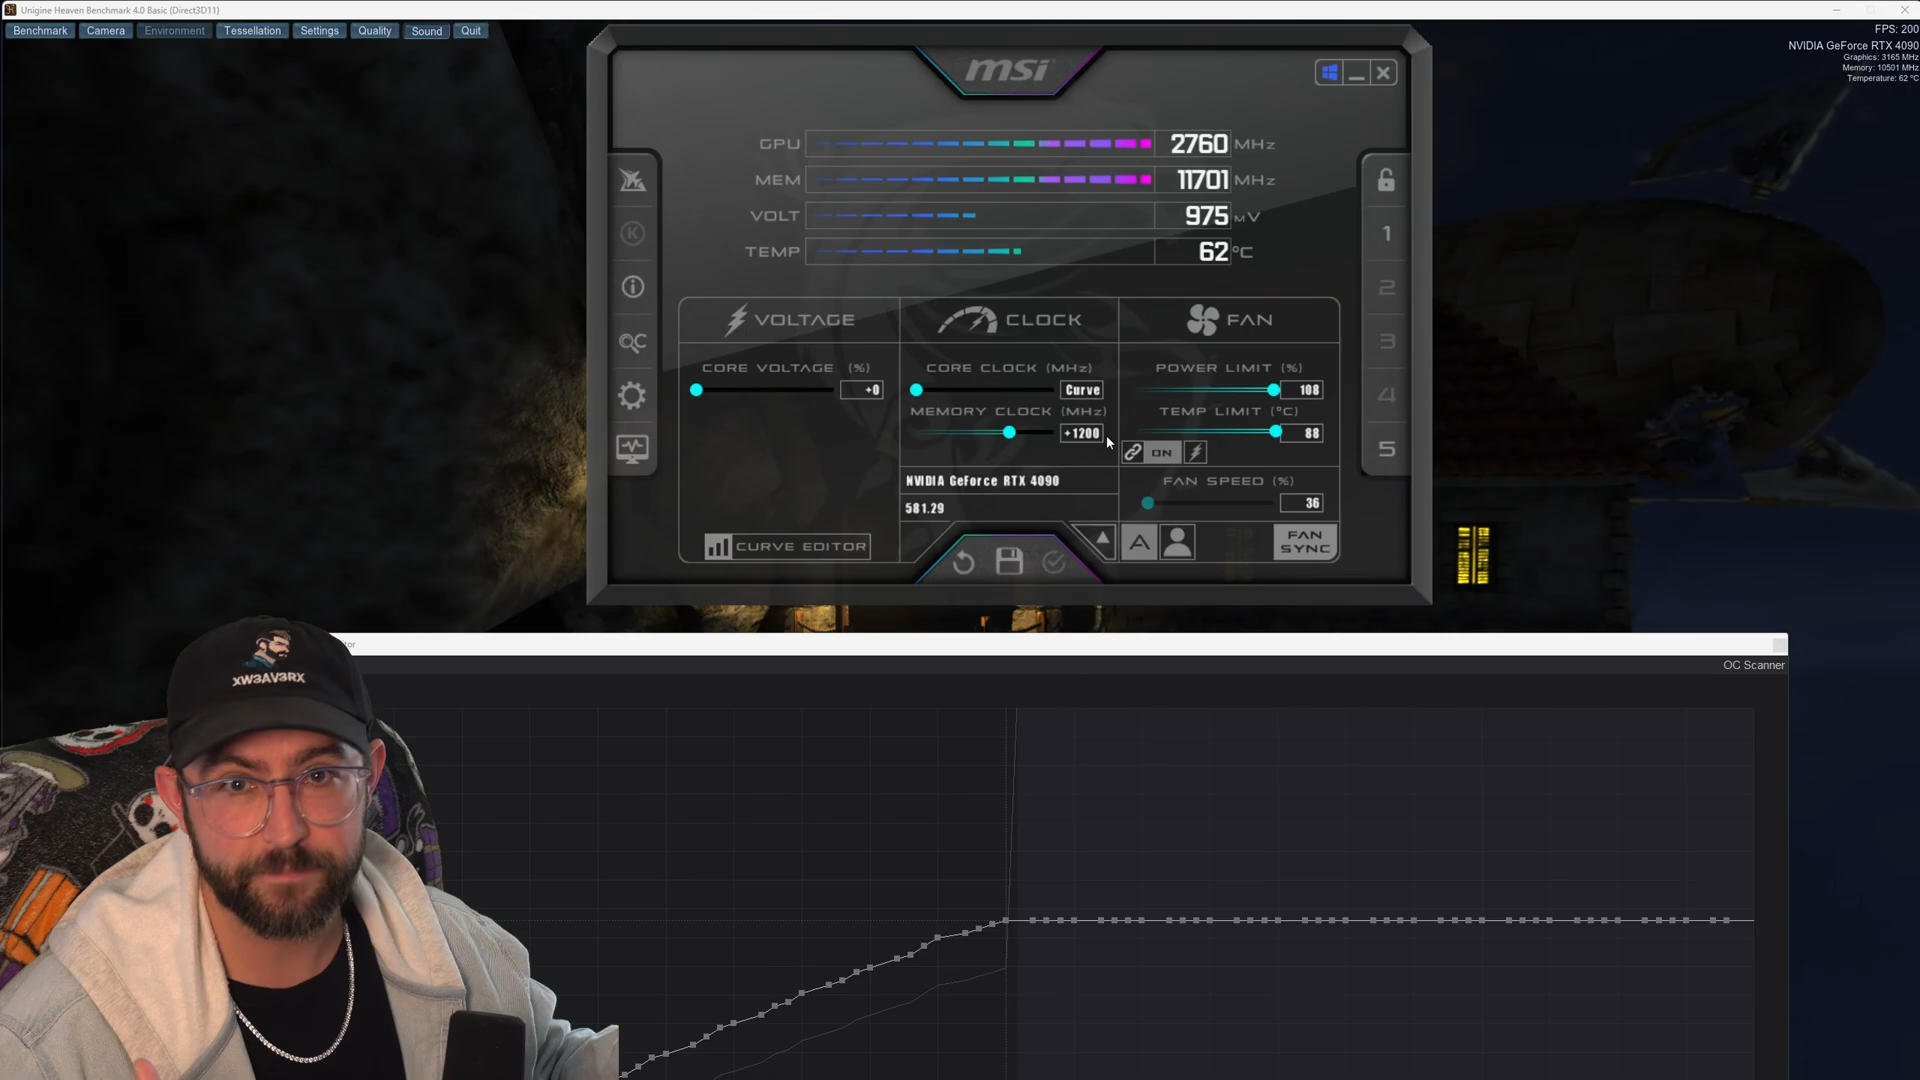 Unigine Heaven Benchmark 4.0 Basic (Direct3D11)
Benchmark Camera Environment Tessellation Settings Quality Sound Quit
FPS: 200
NVIDIA GeForce RTX 4090
Graphics: 3165 MHz
Memory: 10501 MHz
Temperature: 62 °C
msi
GPU 2760 MHz
MEM 11701 MHz
VOLT 975 mV
TEMP 62 °C
K
1
2
3
4
5
VOLTAGE
CLOCK
FAN
CORE VOLTAGE (%)
+0
CORE CLOCK (MHz)
Curve
MEMORY CLOCK (MHz)
+1200
POWER LIMIT (%)
108
TEMP LIMIT (°C)
88
ON
NVIDIA GeForce RTX 4090
581.29
FAN SPEED (%)
36
CURVE EDITOR
A
FAN
SYNC
OC Scanner
XW3AV3RX